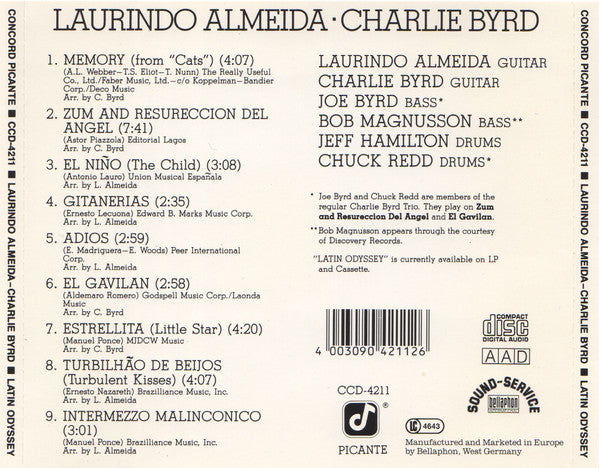 LAURINDO ALMEIDA · CHARLIE BYRD
1. MEMORY (from "Cats") (4:07)
(A.L. Webber–T.S. Eliot–T. Nunn) The Really Useful
Co., Ltd./Faber Music, Ltd.–c/o Koppelman-Bandier
Corp./Deco Music
Arr. by C. Byrd
2. ZUM AND RESURECCION DEL
ANGEL (7:41)
(Astor Piazzola) Editorial Lagos
Arr. by C. Byrd
3. EL NIÑO (The Child) (3:08)
(Antonio Lauro) Union Musical Española
Arr. by L. Almeida
4. GITANERIAS (2:35)
(Ernesto Lecuona) Edward B. Marks Music Corp.
Arr. by L. Almeida
5. ADIOS (2:59)
(E. Madriguera–E. Woods) Peer International
Corp.
Arr. by L. Almeida
6. EL GAVILAN (2:58)
(Aldemaro Romero) Godspell Music Corp./Laonda
Music
Arr. by C. Byrd
7. ESTRELLITA (Little Star) (4:20)
(Manuel Ponce) MJDCW Music
Arr. by C. Byrd
8. TURBILHÃO DE BEIJOS
(Turbulent Kisses) (4:07)
(Ernesto Nazareth) Brazilliance Music, Inc.
Arr. by L. Almeida
9. INTERMEZZO MALINCONICO
(3:01)
(Manuel Ponce) Brazilliance Music, Inc.
Arr. by L. Almeida
LAURINDO ALMEIDA GUITAR
CHARLIE BYRD GUITAR
JOE BYRD BASS*
BOB MAGNUSSON BASS**
JEFF HAMILTON DRUMS
CHUCK REDD DRUMS*
* Joe Byrd and Chuck Redd are members of the
regular Charlie Byrd Trio. They play on Zum
and Resureccion Del Angel and El Gavilan.
**Bob Magnusson appears through the courtesy
of Discovery Records.
"LATIN ODYSSEY" is currently available on LP
and Cassette.
4 003090 421126
COMPACT
disc
DIGITAL AUDIO
AAD
CCD-4211
PICANTE
SOUND-SERVICE
bellaphon
LC 4643
Manufactured and Marketed in Europe
by Bellaphon, West Germany
CONCORD PICANTE ■ CCD-4211 ■ LAURINDO ALMEIDA–CHARLIE BYRD ■ LATIN ODYSSEY
CONCORD PICANTE ■ CCD-4211 ■ LAURINDO ALMEIDA–CHARLIE BYRD ■ LATIN ODYSSEY